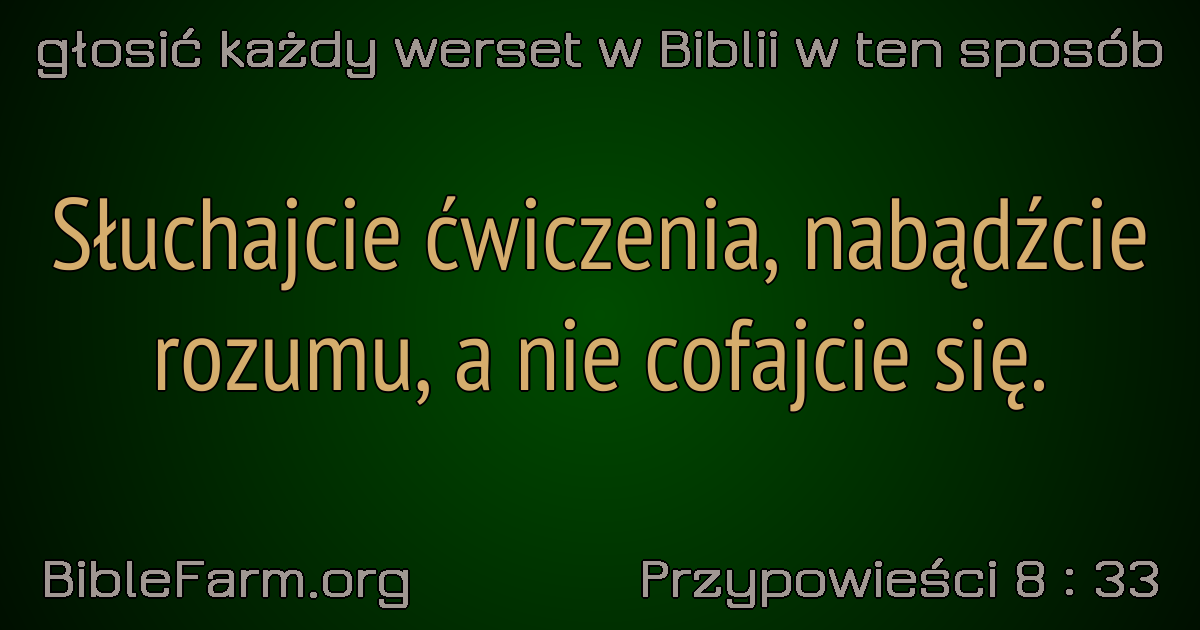 głosić każdy werset w Biblii w ten sposób
Słuchajcie ćwiczenia, nabądźcie
rozumu, a nie cofajcie się.
BibleFarm.org
Przypowieści 8 : 33